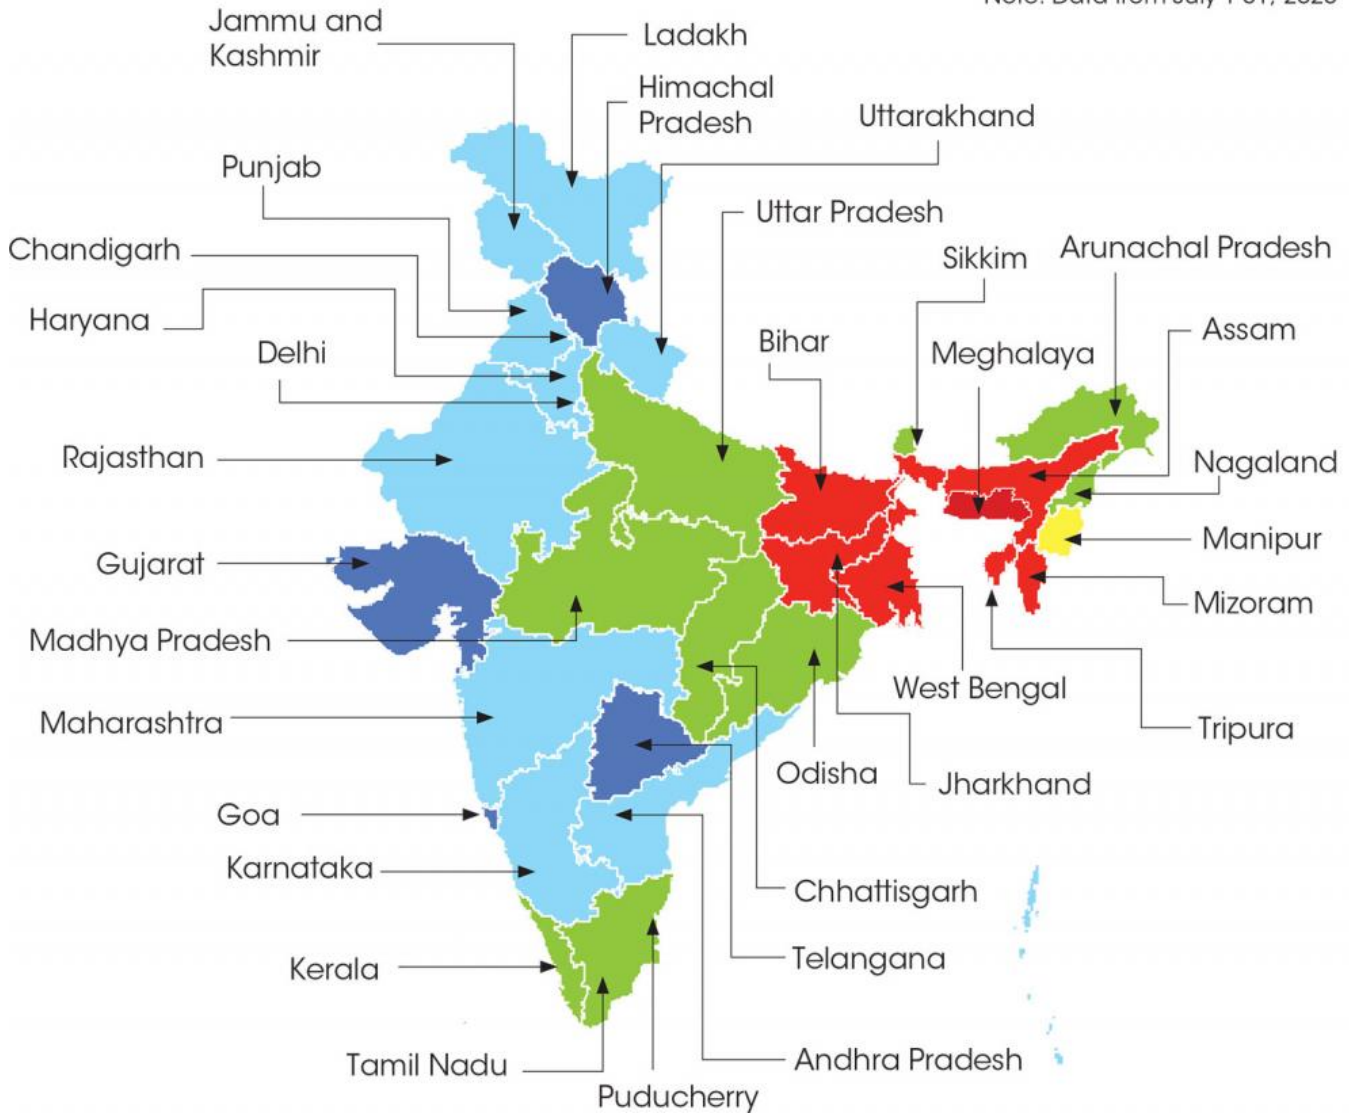 Jammu and
Kashmir
Ladakh
Himachal
Pradesh
Uttarakhand
Punjab
Uttar Pradesh
Chandigarh
Sikkim
Arunachal Pradesh
Haryana
Delhi
Bihar
Meghalaya
Assam
Rajasthan
Nagaland
Gujarat
Manipur
Mizoram
Madhya Pradesh
West Bengal
Maharashtra
Tripura
Odisha
Jharkhand
Goa
Karnataka
Chhattisgarh
Kerala
Telangana
Tamil Nadu
Andhra Pradesh
Puducherry